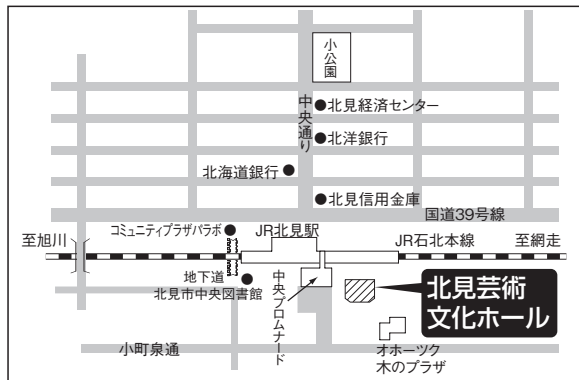 小公園
中央通り
北見経済センター
北洋銀行
北海道銀行
北見信用金庫
国道39号線
コミュニティプラザパラボ
JR北見駅
至旭川
JR石北本線
至網走
地下道
北見市中央図書館
中央プロムナード
北見芸術
文化ホール
小町泉通
オホーツク
木のプラザ